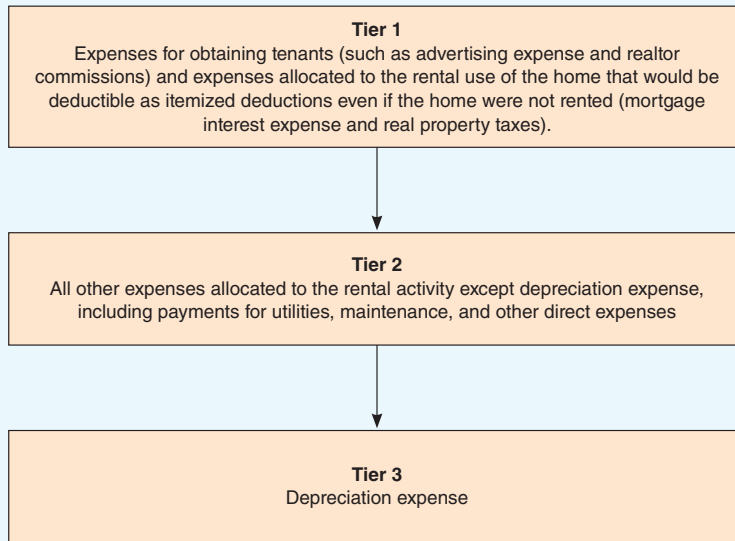 Tier 1
Expenses for obtaining tenants (such as advertising expense and realtor
commissions) and expenses allocated to the rental use of the home that would be
deductible as itemized deductions even if the home were not rented (mortgage
interest expense and real property taxes).
Tier 2
All other expenses allocated to the rental activity except depreciation expense,
including payments for utilities, maintenance, and other direct expenses
Tier 3
Depreciation expense